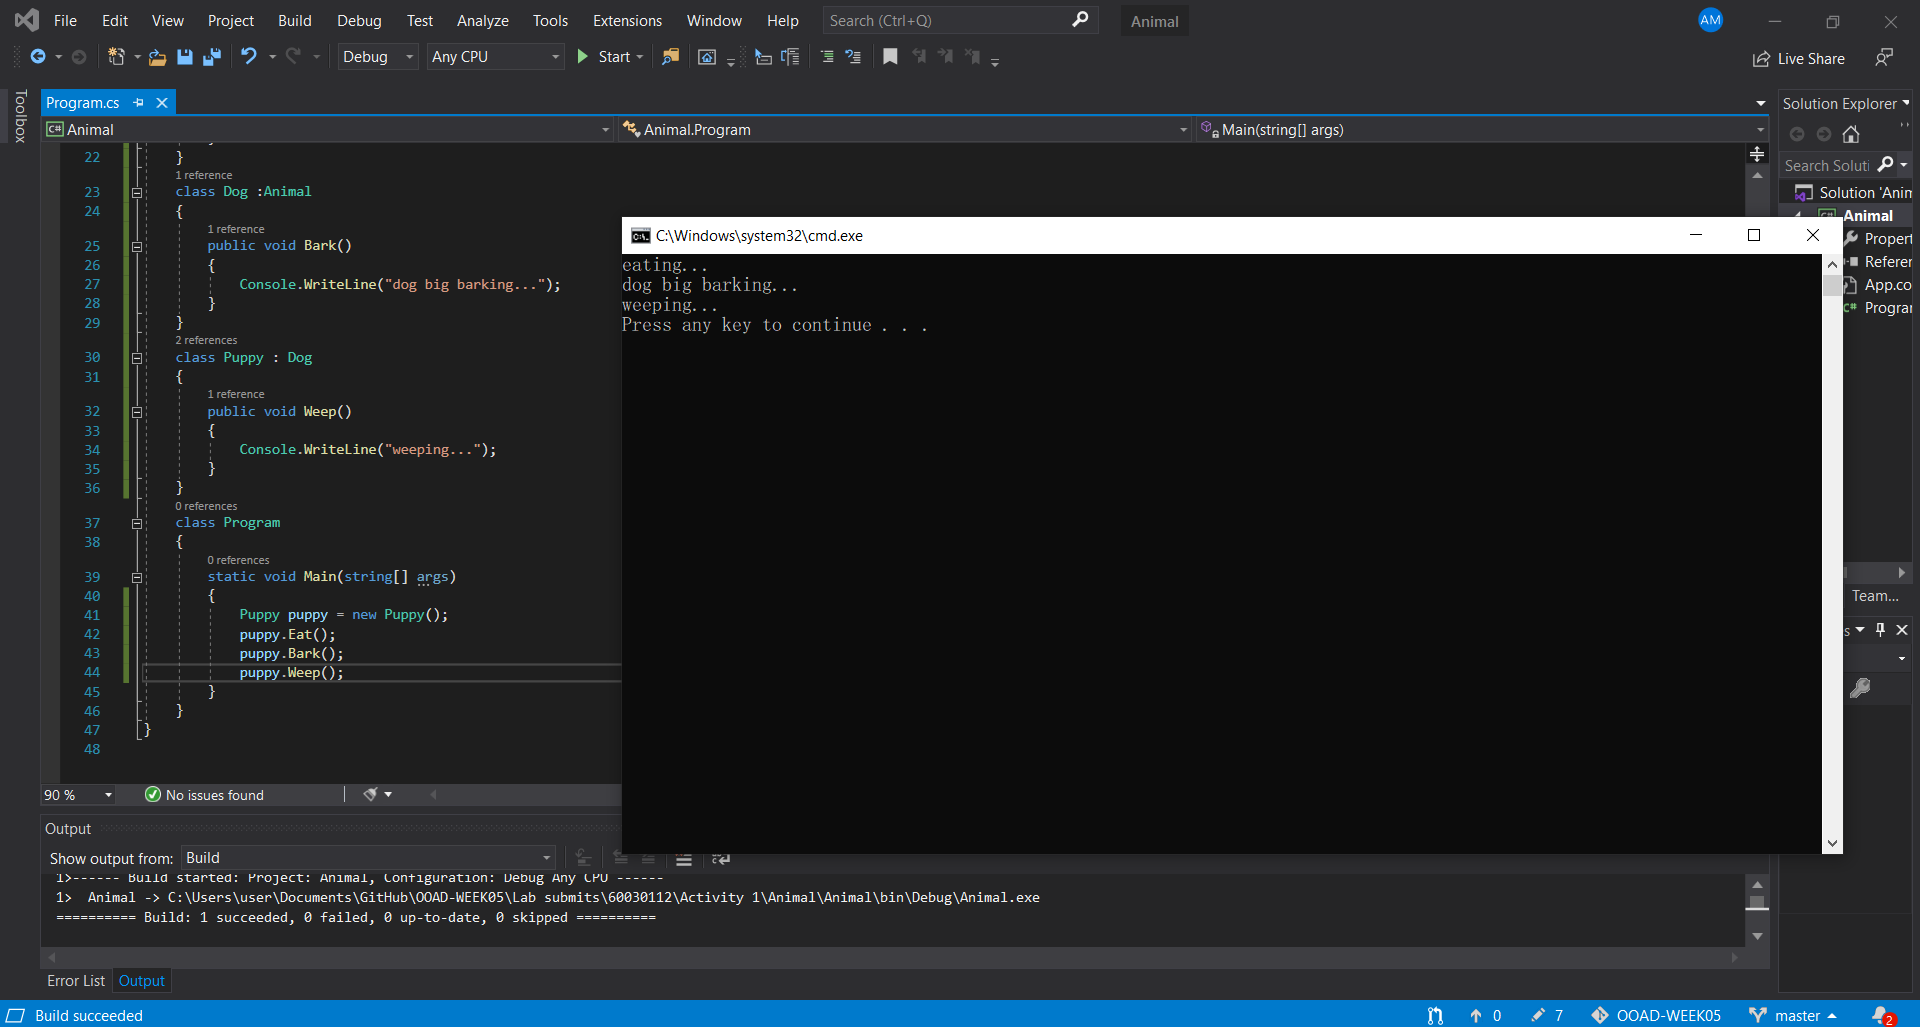 File Edit View Project Build Debug Test Analyze Tools Extensions Window Help Search (Ctrl+Q) Animal AM
Debug Any CPU Start Live Share
Toolbox
Program.cs
Solution Explorer
C# Animal Animal.Program Main(string[] args)
Search Soluti
22 }
1 reference
23 class Dog :Animal
24 {
1 reference
25 public void Bark()
26 {
27 Console.WriteLine("dog big barking...");
28 }
29 }
2 references
30 class Puppy : Dog
31 {
1 reference
32 public void Weep()
33 {
34 Console.WriteLine("weeping...");
35 }
36 }
0 references
37 class Program
38 {
0 references
39 static void Main(string[] args)
40 {
41 Puppy puppy = new Puppy();
42 puppy.Eat();
43 puppy.Bark();
44 puppy.Weep();
45 }
46 }
47 }
48
C:\Windows\system32\cmd.exe
eating...
dog big barking...
weeping...
Press any key to continue . . .
Solution 'Anim
Animal
Propert
Referer
App.co
C# Program
Team...
s
90 % No issues found
Output
Show output from: Build
1>------ Build started: Project: Animal, Configuration: Debug Any CPU ------
1> Animal -> C:\Users\user\Documents\GitHub\OOAD-WEEK05\Lab submits\60030112\Activity 1\Animal\Animal\bin\Debug\Animal.exe
========== Build: 1 succeeded, 0 failed, 0 up-to-date, 0 skipped ==========
Error List Output
Build succeeded 0 7 OOAD-WEEK05 master 2